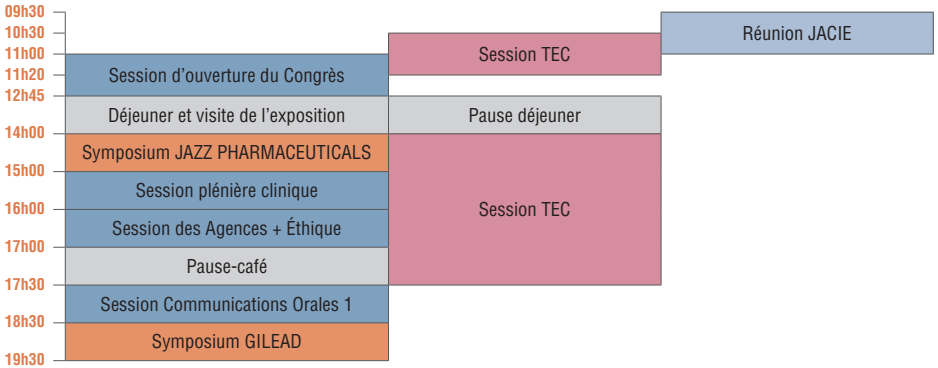 09h30
10h30
11h00
11h20
12h45
14h00
15h00
16h00
17h00
17h30
18h30
19h30
Session d’ouverture du Congrès
Déjeuner et visite de l’exposition
Symposium JAZZ PHARMACEUTICALS
Session plénière clinique
Session des Agences + Éthique
Pause-café
Session Communications Orales 1
Symposium GILEAD
Session TEC
Pause déjeuner
Session TEC
Réunion JACIE